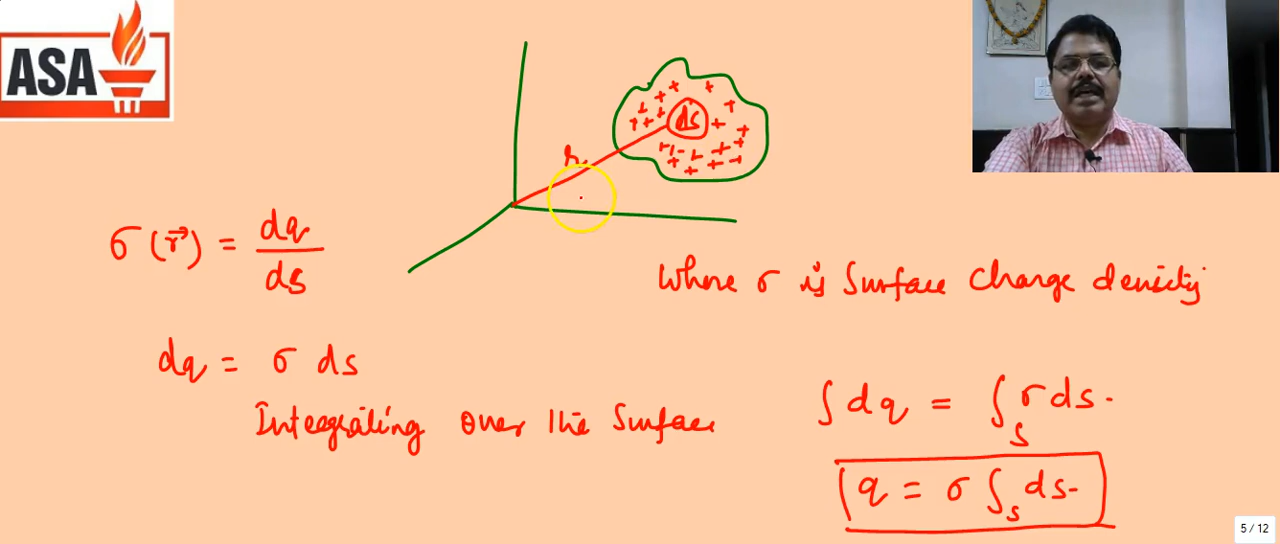 ASA
ds
r
σ(r⃗) = dq/ds
Where σ is Surface Charge density
dq = σ ds
Inteegrating over the Surface
∫ dq = ∫s σ ds.
q = σ ∫s ds.
5 / 12